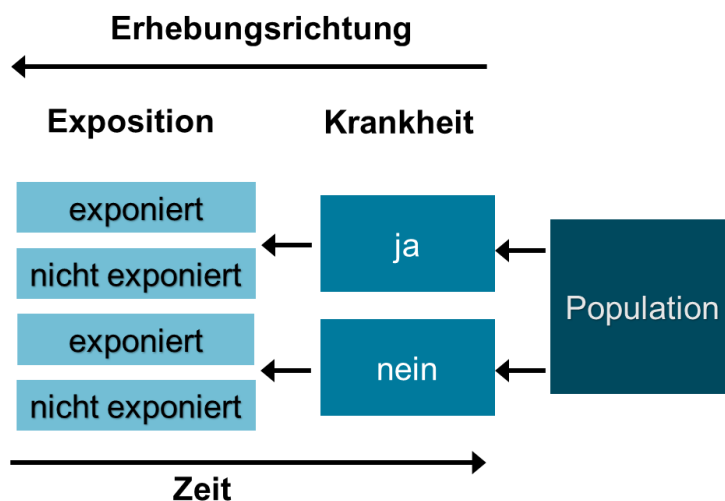 Erhebungsrichtung
Exposition
Krankheit
exponiert
nicht exponiert
ja
exponiert
nicht exponiert
nein
Population
Zeit